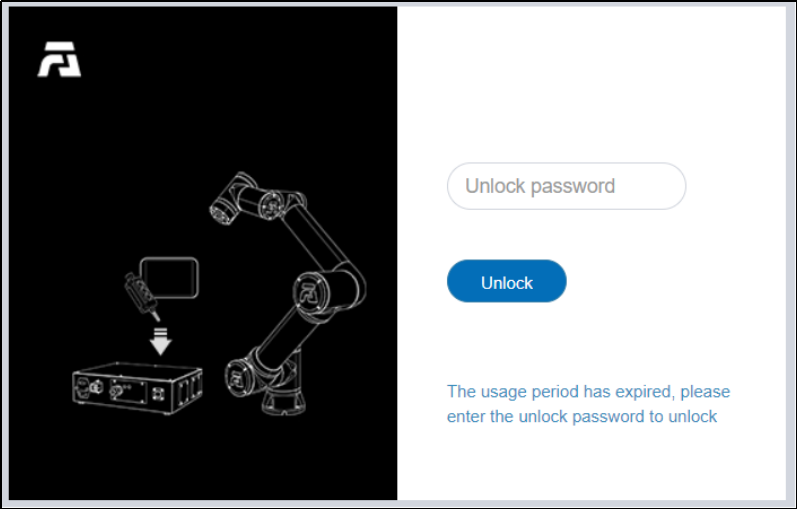 Unlock password
Unlock
The usage period has expired, please
enter the unlock password to unlock